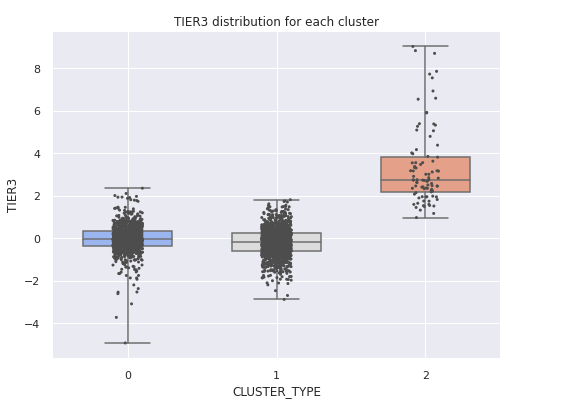 TIER3 distribution for each cluster
8
6
4
2
0
−2
−4
TIER3
0 1 2
CLUSTER_TYPE